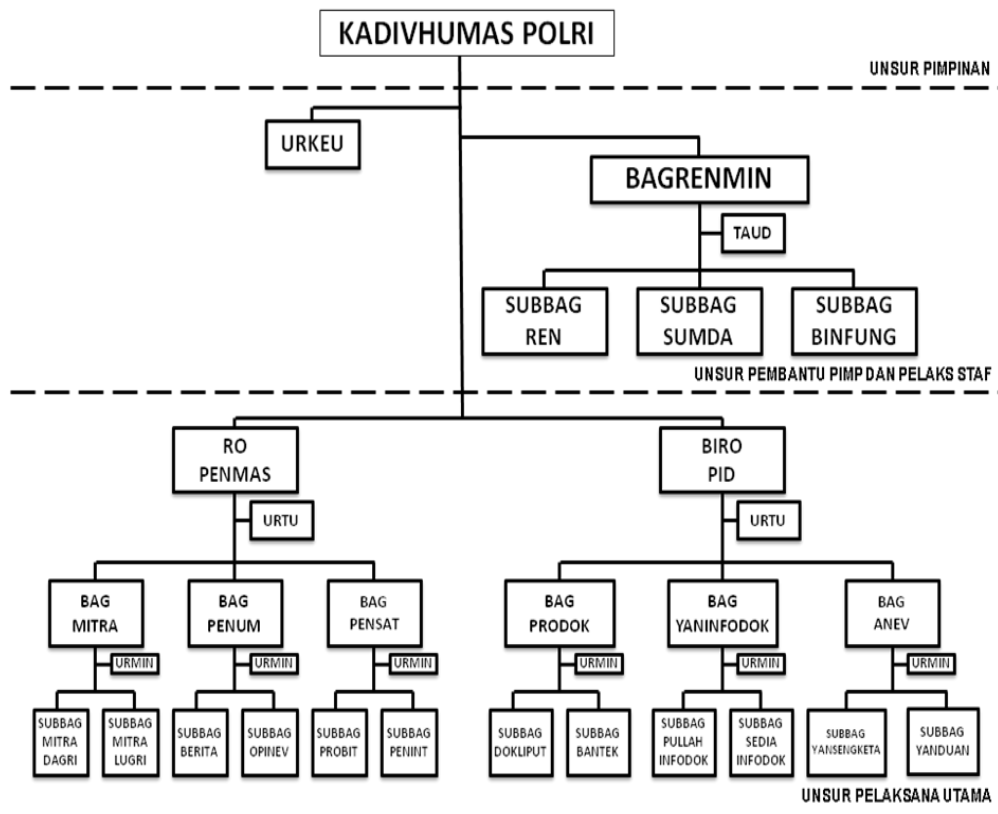 KADIVHUMAS POLRI
UNSUR PIMPINAN
URKEU
BAGRENMIN
TAUD
SUBBAG
REN
SUBBAG
SUMDA
SUBBAG
BINFUNG
UNSUR PEMBANTU PIMP DAN PELAKS STAF
RO
PENMAS
BIRO
PID
URTU
URTU
BAG
MITRA
BAG
PENUM
BAG
PENSAT
BAG
PRODOK
BAG
YANINFODOK
BAG
ANEV
URMIN
URMIN
URMIN
URMIN
URMIN
URMIN
SUBBAG
MITRA
DAGRI
SUBBAG
MITRA
LUGRI
SUBBAG
BERITA
SUBBAG
OPINEV
SUBBAG
PROBIT
SUBBAG
PENINT
SUBBAG
DOKLIPUT
SUBBAG
BANTEK
SUBBAG
PULLAH
INFODOK
SUBBAG
SEDIA
INFODOK
SUBBAG
YANSENGKETA
SUBBAG
YANDUAN
UNSUR PELAKSANA UTAMA